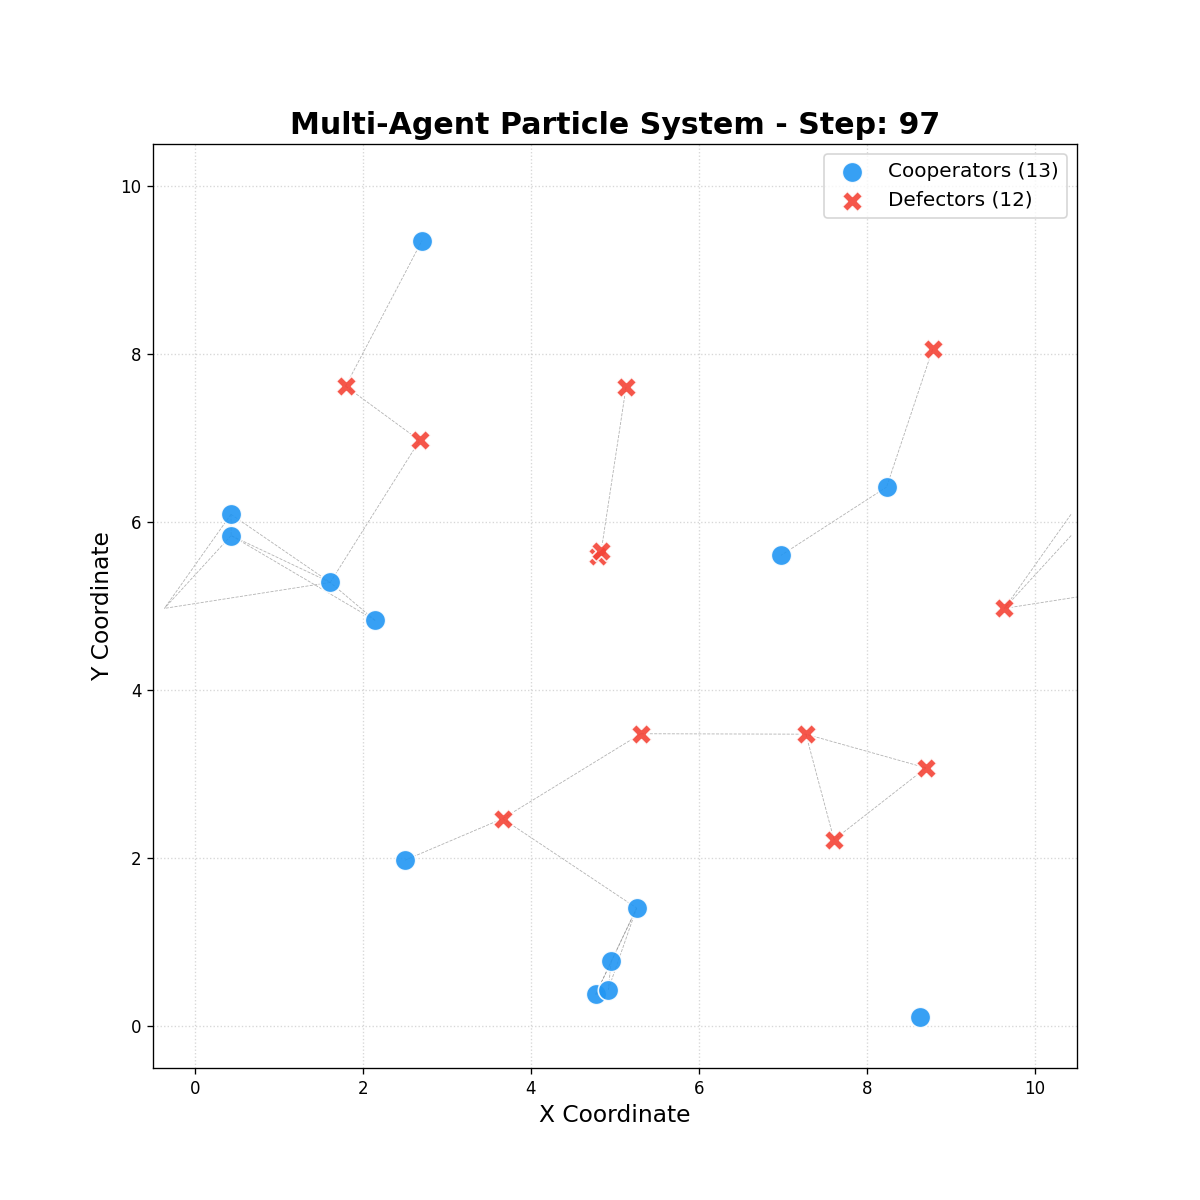 Multi-Agent Particle System - Step: 97
Cooperators (13)
Defectors (12)
10
8
6
4
2
0
Y Coordinate
0 2 4 6 8 10
X Coordinate